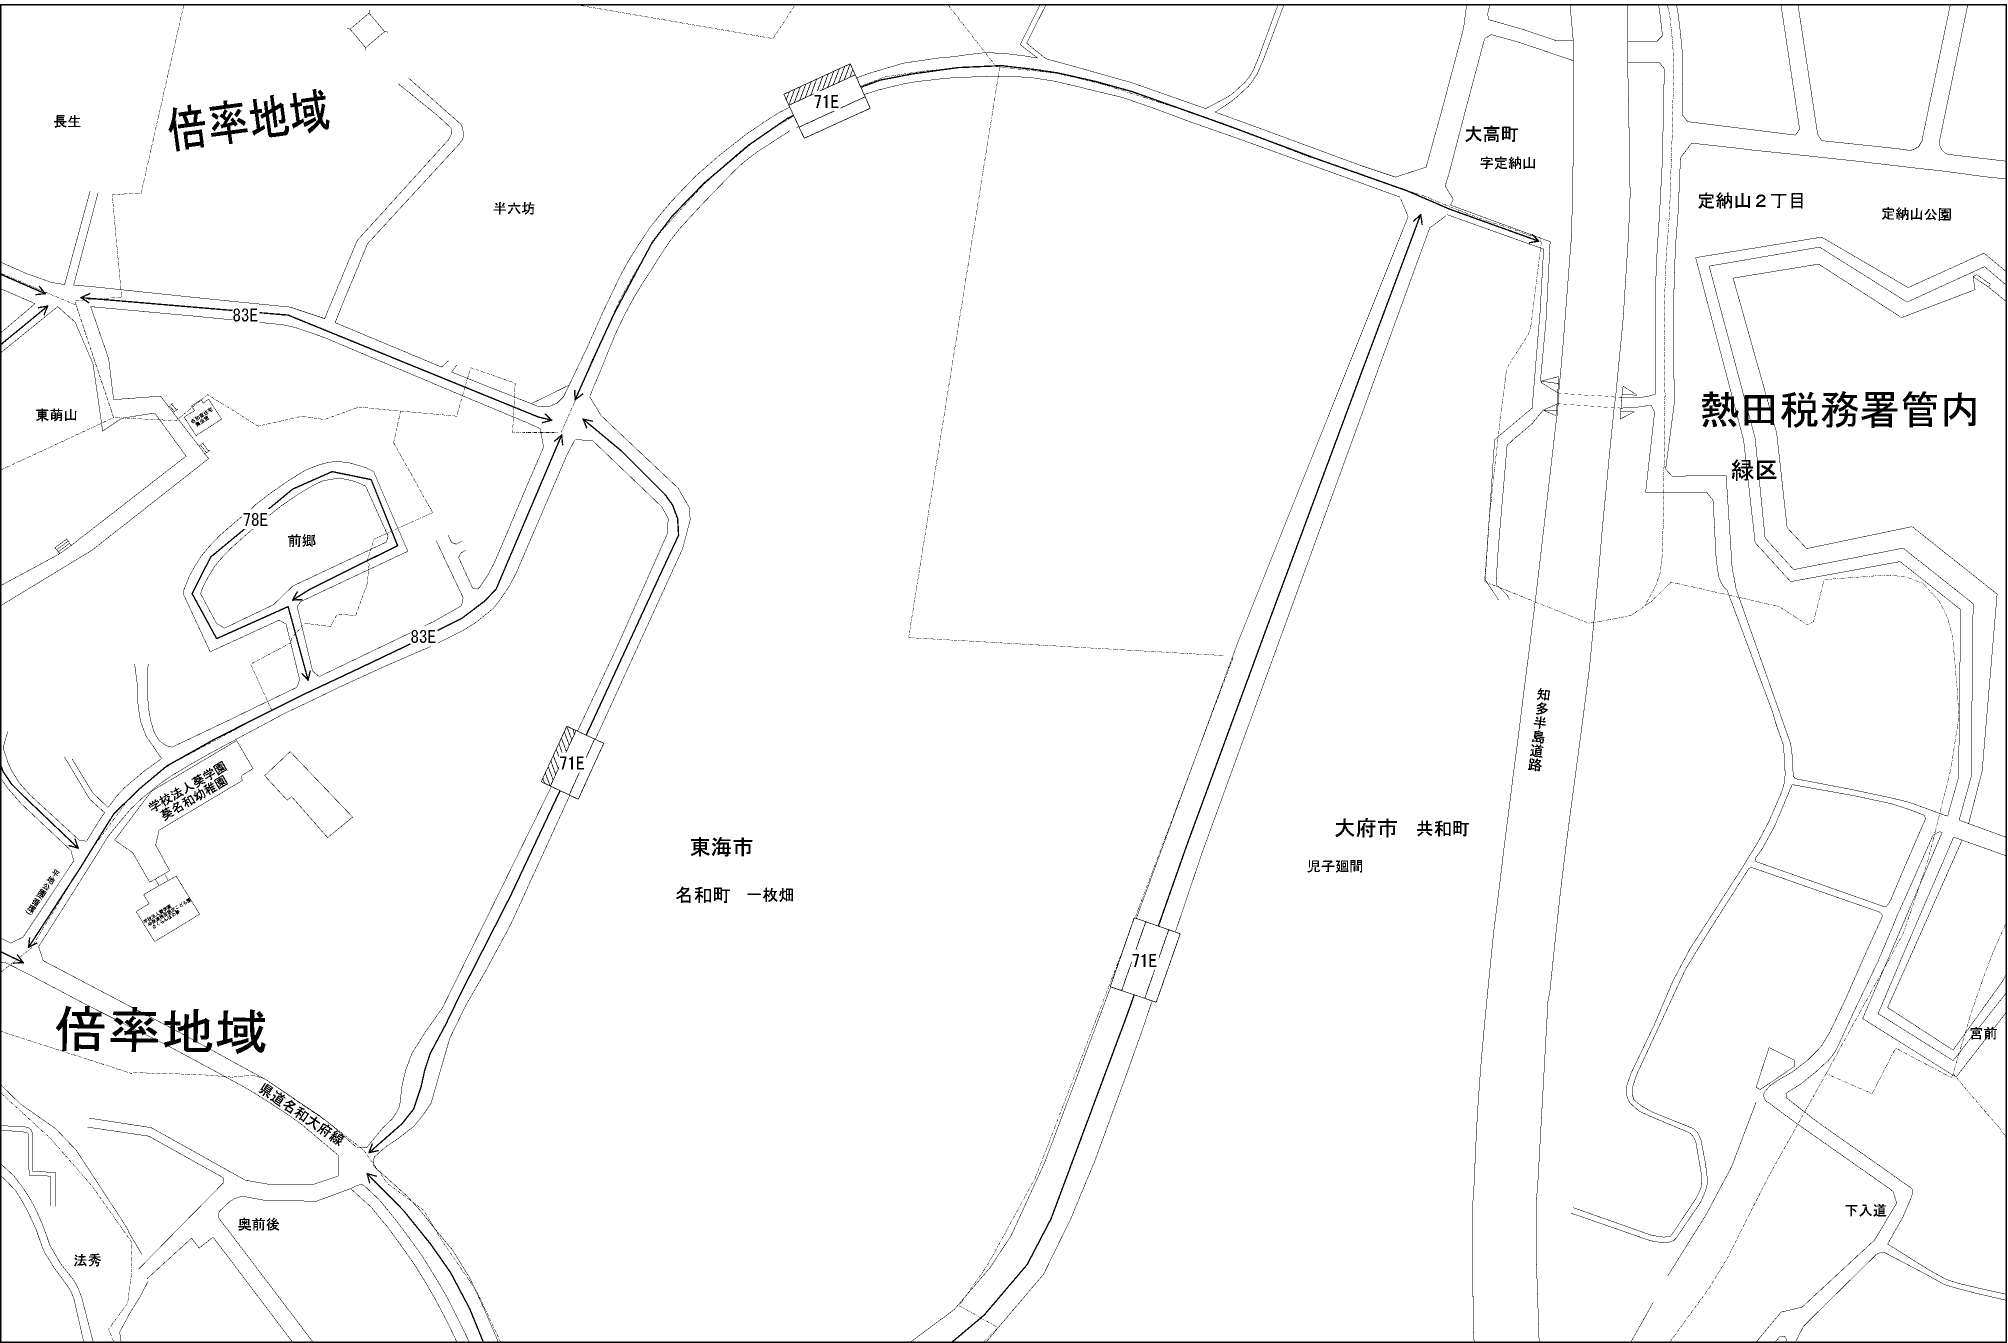 71E
倍率地域
長生
大高町
字定納山
定納山２丁目
定納山公園
半六坊
83E
熱田税務署管内
緑区
東萌山
78E
前郷
83E
知多半島道路
71E
学校法人葵学園
葵名和幼稚園
大府市 共和町
児子廻間
東海市
名和町 一枚畑
71E
倍率地域
宮前
県道名和大府線
下入道
奥前後
法秀